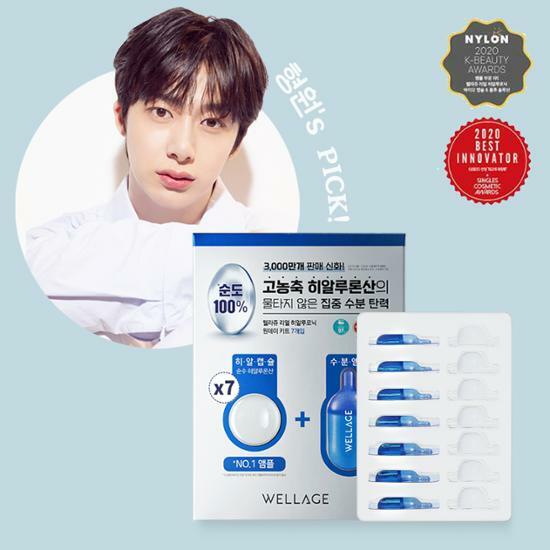 형원's PICK!
NYLON
2020
K-BEAUTY
AWARDS
2020
BEST
INNOVATOR
SINGLES
COSMETIC
AWARDS
3,000만개 판매 신화!
순도
100%
고농축 히알루론산의
물타지 않은 집중 수분 탄력
웰라쥬 리얼 히알루로닉
원데이 키트 7개입
히·알·캡·슐
순수 히알루론산
x7
+
수·분·앰
WELLAGE
*NO.1 앰플
WELLAGE